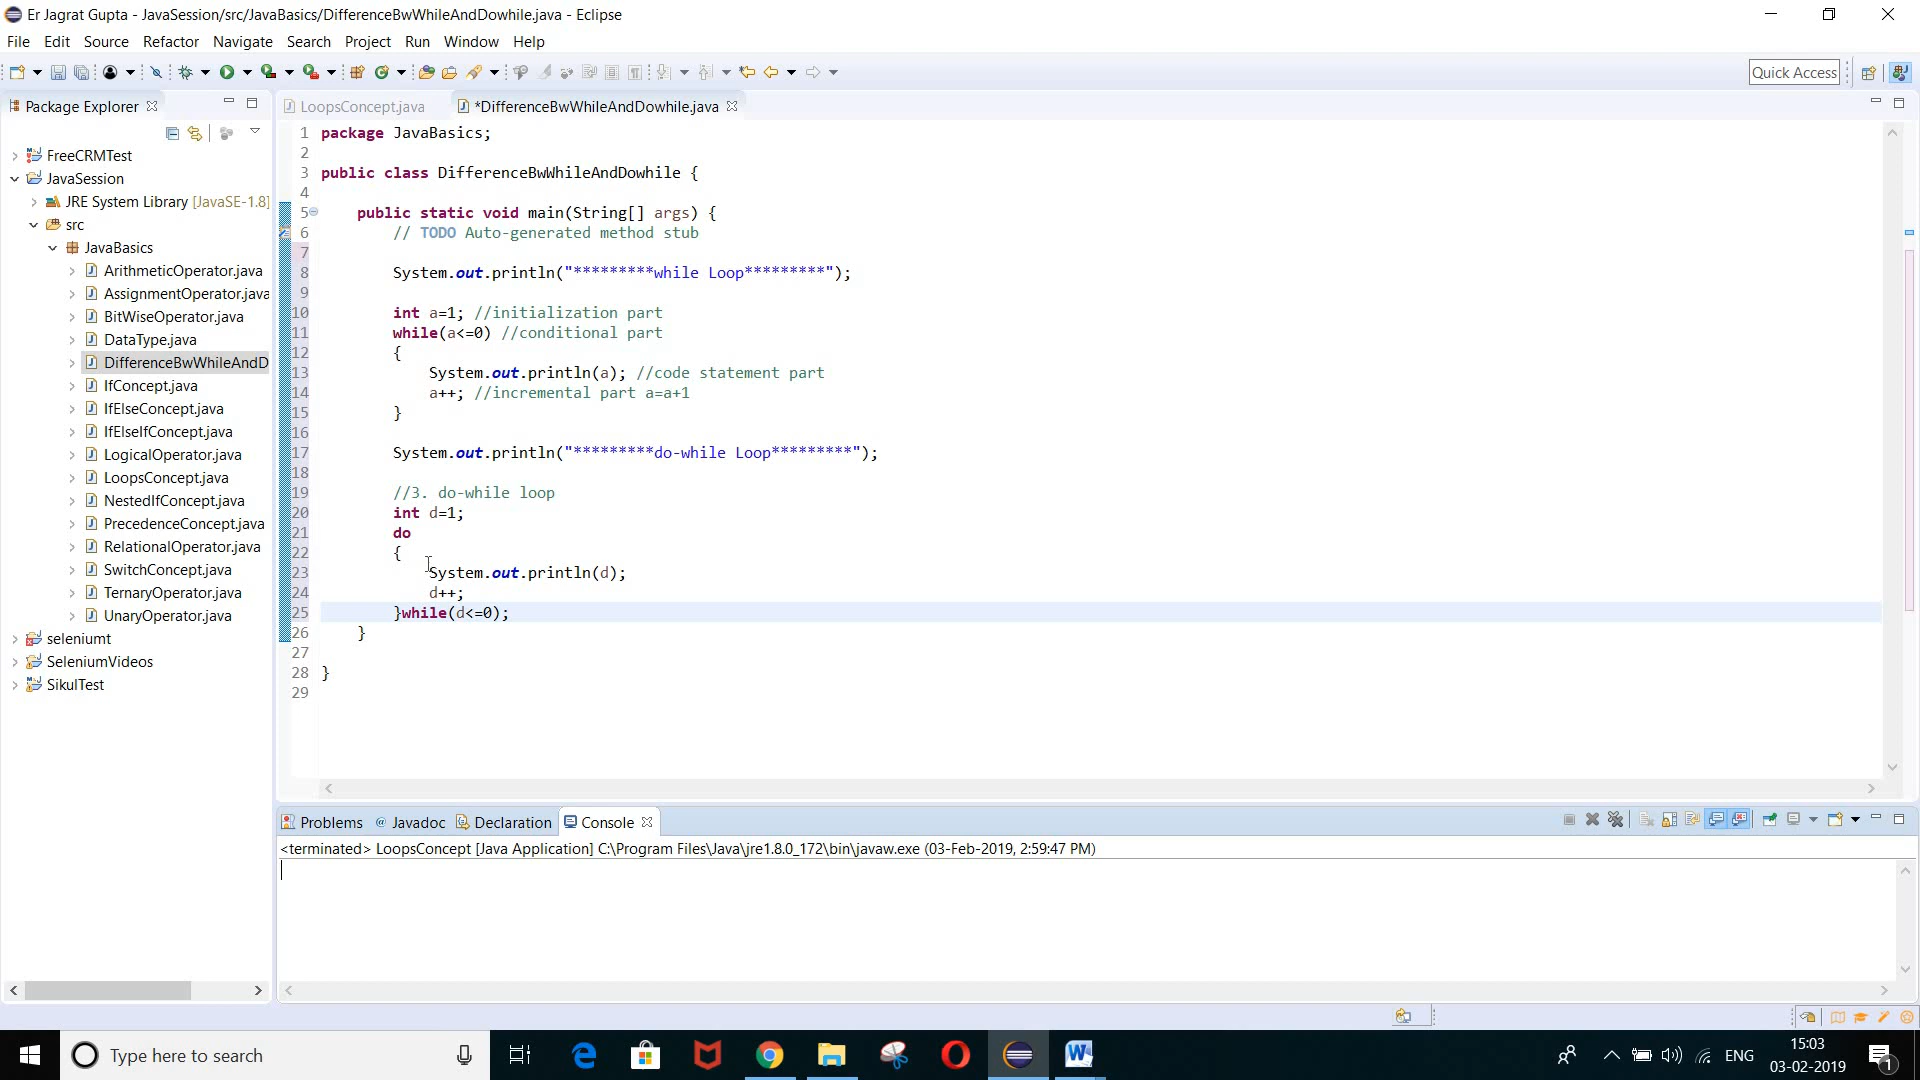 Er Jagrat Gupta - JavaSession/src/JavaBasics/DifferenceBwWhileAndDowhile.java - Eclipse
File Edit Source Refactor Navigate Search Project Run Window Help
Quick Access
Package Explorer
LoopsConcept.java *DifferenceBwWhileAndDowhile.java
FreeCRMTest
JavaSession
JRE System Library [JavaSE-1.8]
src
JavaBasics
ArithmeticOperator.java
AssignmentOperator.java
BitWiseOperator.java
DataType.java
DifferenceBwWhileAndD
IfConcept.java
IfElseConcept.java
IfElseIfConcept.java
LogicalOperator.java
LoopsConcept.java
NestedIfConcept.java
PrecedenceConcept.java
RelationalOperator.java
SwitchConcept.java
TernaryOperator.java
UnaryOperator.java
seleniumt
SeleniumVideos
SikulTest
1 package JavaBasics;
2
3 public class DifferenceBwWhileAndDowhile {
4
5 public static void main(String[] args) {
6 // TODO Auto-generated method stub
7
8 System.out.println("*********while Loop*********");
9
10 int a=1; //initialization part
11 while(a<=0) //conditional part
12 {
13 System.out.println(a); //code statement part
14 a++; //incremental part a=a+1
15 }
16
17 System.out.println("*********do-while Loop*********");
18
19 //3. do-while loop
20 int d=1;
21 do
22 {
23 System.out.println(d);
24 d++;
25 }while(d<=0);
26 }
27
28 }
29
Problems Javadoc Declaration Console
<terminated> LoopsConcept [Java Application] C:\Program Files\Java\jre1.8.0_172\bin\javaw.exe (03-Feb-2019, 2:59:47 PM)
Type here to search
ENG
15:03
03-02-2019
1